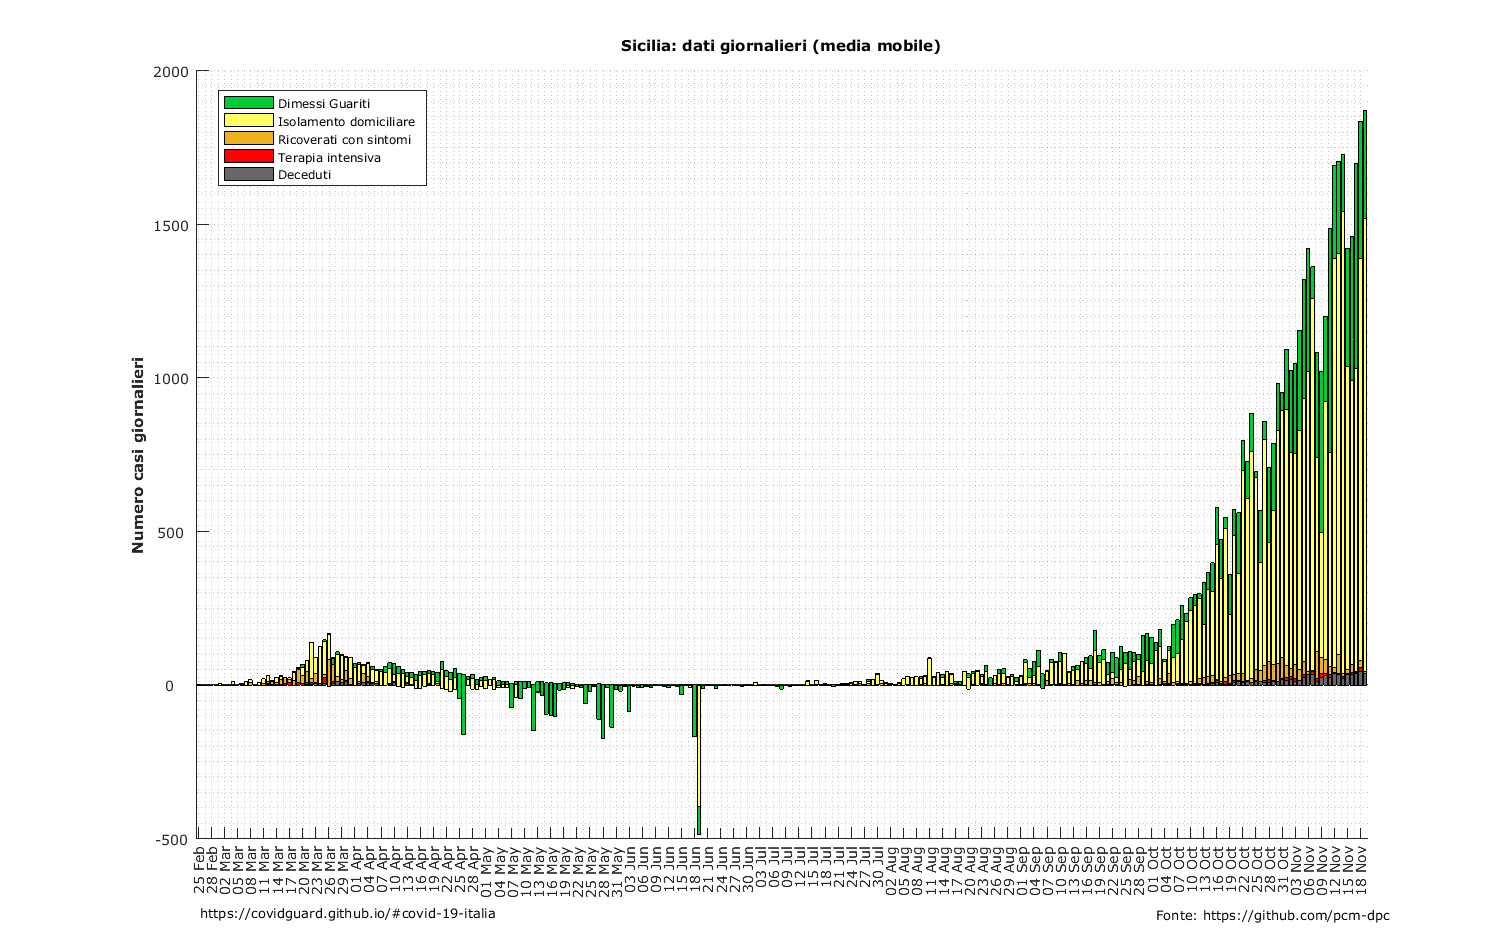 Sicilia: dati giornalieri (media mobile)
2000
1500
1000
500
0
-500
Numero casi giornalieri
Dimessi Guariti
Isolamento domiciliare
Ricoverati con sintomi
Terapia intensiva
Deceduti
25 Feb
28 Feb
02 Mar
05 Mar
08 Mar
11 Mar
14 Mar
17 Mar
20 Mar
23 Mar
26 Mar
29 Mar
01 Apr
04 Apr
07 Apr
10 Apr
13 Apr
16 Apr
19 Apr
22 Apr
25 Apr
28 Apr
01 May
04 May
07 May
10 May
13 May
16 May
19 May
22 May
25 May
28 May
31 May
03 Jun
06 Jun
09 Jun
12 Jun
15 Jun
18 Jun
21 Jun
24 Jun
27 Jun
30 Jun
03 Jul
06 Jul
09 Jul
12 Jul
15 Jul
18 Jul
21 Jul
24 Jul
27 Jul
30 Jul
02 Aug
05 Aug
08 Aug
11 Aug
14 Aug
17 Aug
20 Aug
23 Aug
26 Aug
29 Aug
01 Sep
04 Sep
07 Sep
10 Sep
13 Sep
16 Sep
19 Sep
22 Sep
25 Sep
28 Sep
01 Oct
04 Oct
07 Oct
10 Oct
13 Oct
16 Oct
19 Oct
22 Oct
25 Oct
28 Oct
31 Oct
03 Nov
06 Nov
09 Nov
12 Nov
15 Nov
18 Nov
https://covidguard.github.io/#covid-19-italia
Fonte: https://github.com/pcm-dpc